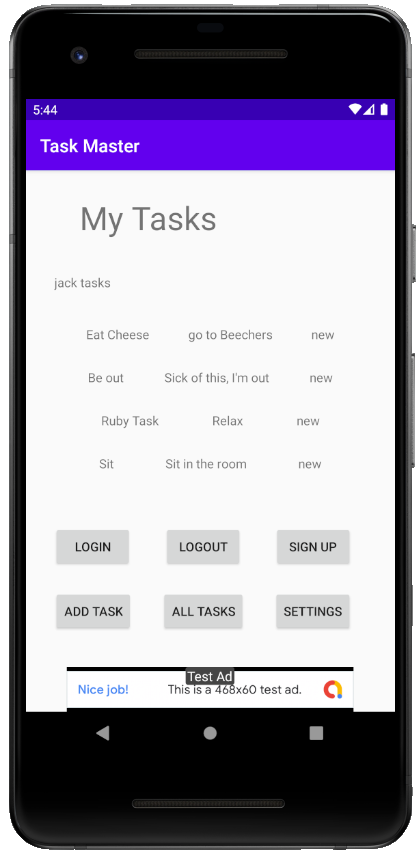 5:44
Task Master
My Tasks
jack tasks
Eat Cheese go to Beechers new
Be out Sick of this, I'm out new
Ruby Task Relax new
Sit Sit in the room new
LOGIN LOGOUT SIGN UP
ADD TASK ALL TASKS SETTINGS
Test Ad
Nice job! This is a 468x60 test ad.